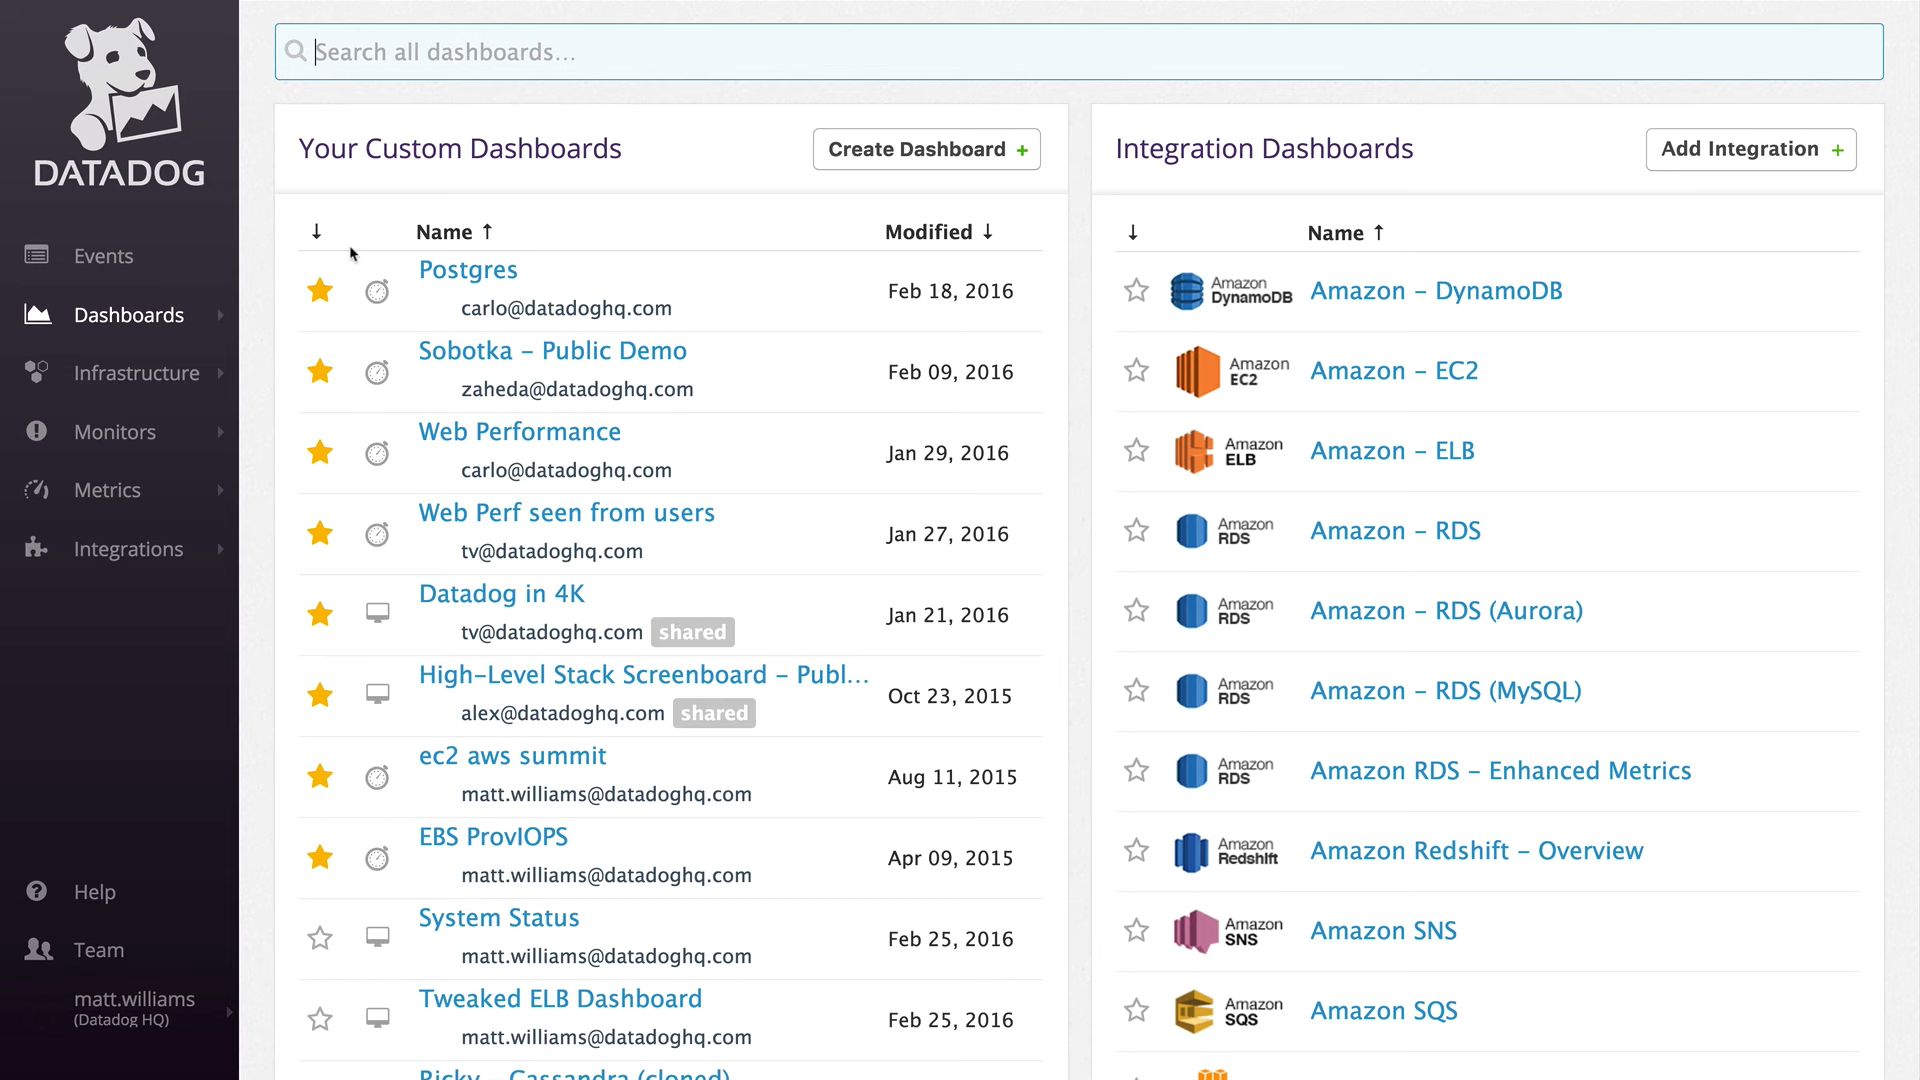 DATADOG
Events
Dashboards
Infrastructure
Monitors
Metrics
Integrations
Help
Team
matt.williams
(Datadog HQ)
Search all dashboards...
Your Custom Dashboards
Create Dashboard +
↓ Name ↑ Modified ↓
Postgres
carlo@datadoghq.com
Feb 18, 2016
Sobotka – Public Demo
zaheda@datadoghq.com
Feb 09, 2016
Web Performance
carlo@datadoghq.com
Jan 29, 2016
Web Perf seen from users
tv@datadoghq.com
Jan 27, 2016
Datadog in 4K
tv@datadoghq.com shared
Jan 21, 2016
High–Level Stack Screenboard – Publ...
alex@datadoghq.com shared
Oct 23, 2015
ec2 aws summit
matt.williams@datadoghq.com
Aug 11, 2015
EBS ProvIOPS
matt.williams@datadoghq.com
Apr 09, 2015
System Status
matt.williams@datadoghq.com
Feb 25, 2016
Tweaked ELB Dashboard
matt.williams@datadoghq.com
Feb 25, 2016
Ricky – Cassandra (cloned)
Integration Dashboards
Add Integration +
↓ Name ↑
Amazon
DynamoDB
Amazon – DynamoDB
Amazon
EC2
Amazon – EC2
Amazon
ELB
Amazon – ELB
Amazon
RDS
Amazon – RDS
Amazon
RDS
Amazon – RDS (Aurora)
Amazon
RDS
Amazon – RDS (MySQL)
Amazon
RDS
Amazon RDS – Enhanced Metrics
Amazon
Redshift
Amazon Redshift – Overview
Amazon
SNS
Amazon SNS
Amazon
SQS
Amazon SQS